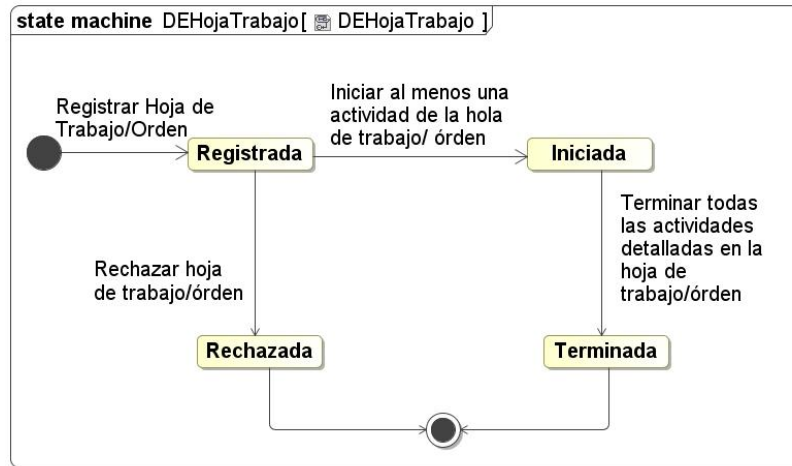 state machine DEHojaTrabajo[ DEHojaTrabajo ]
Registrar Hoja de
Trabajo/Orden
Iniciar al menos una
actividad de la hola
de trabajo/ órden
Registrada
Iniciada
Rechazar hoja
de trabajo/órden
Terminar todas
las actividades
detalladas en la
hoja de
trabajo/órden
Rechazada
Terminada